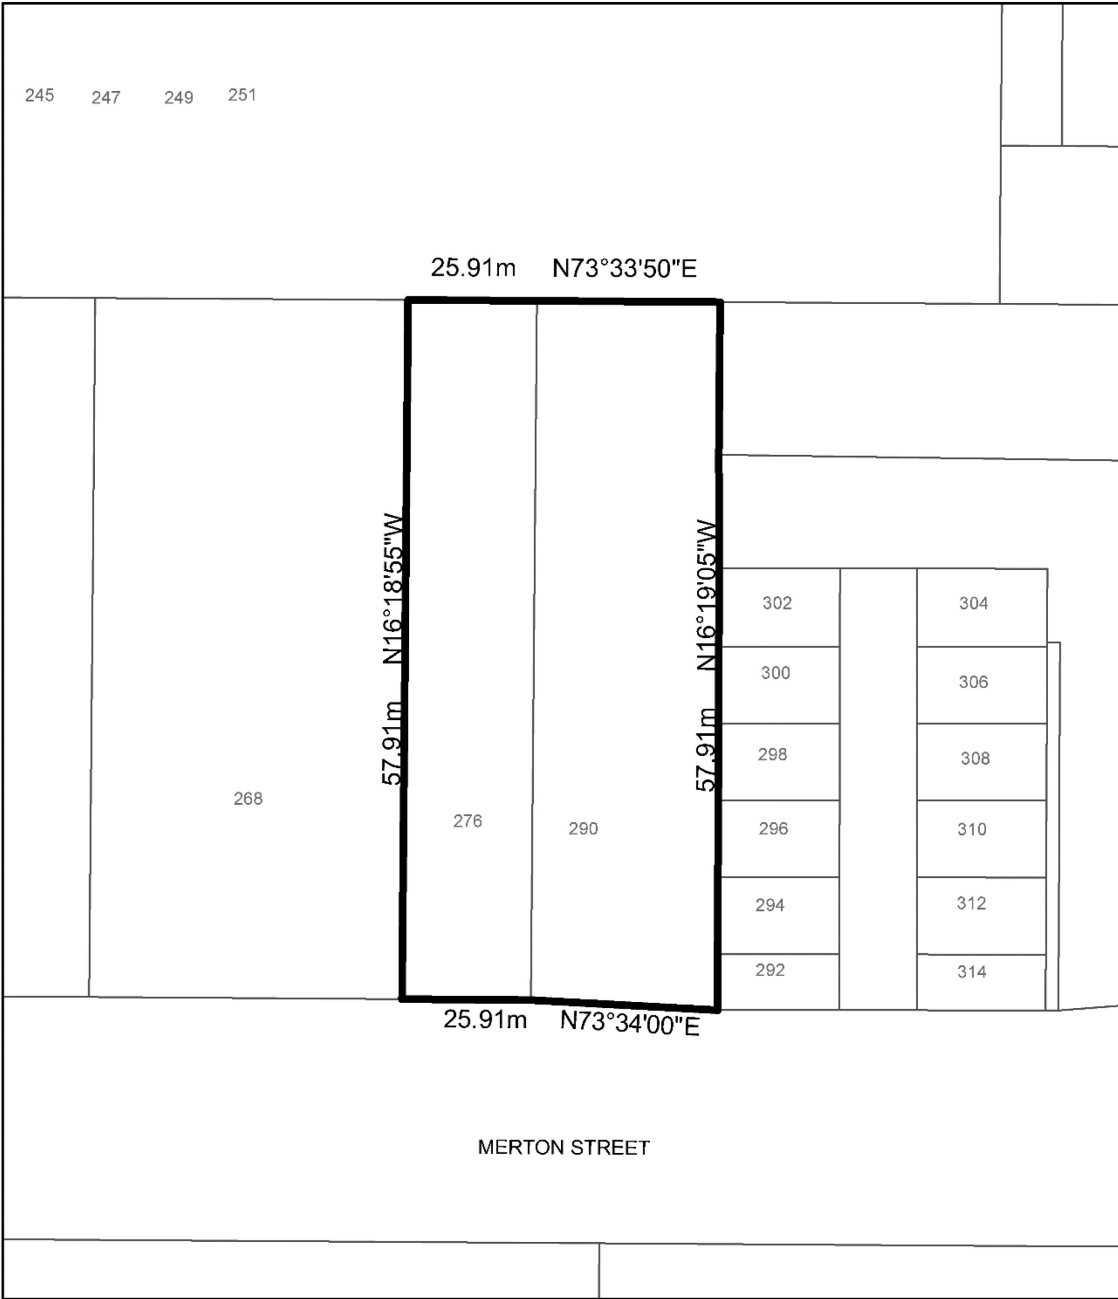 245 247 249 251
25.91m N73°33'50"E
57.91m N16°18'55"W
57.91m N16°19'05"W
302 304
300 306
298 308
268
276 290 296 310
294 312
292 314
25.91m N73°34'00"E
MERTON STREET